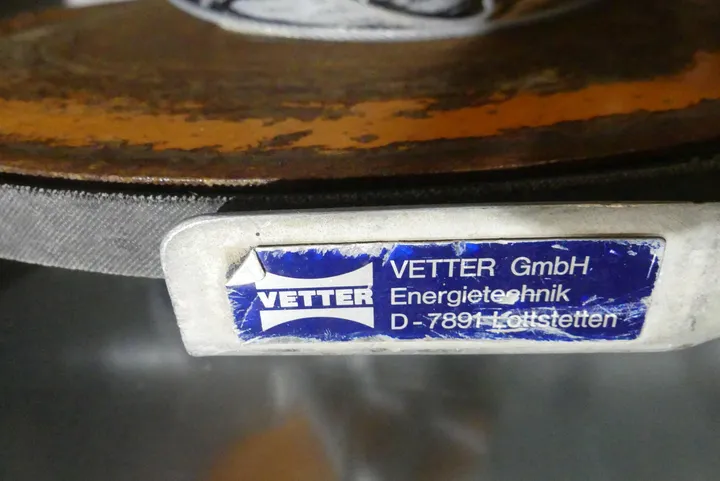 VETTER
VETTER GmbH
Energietechnik
D-7891 Lottstetten